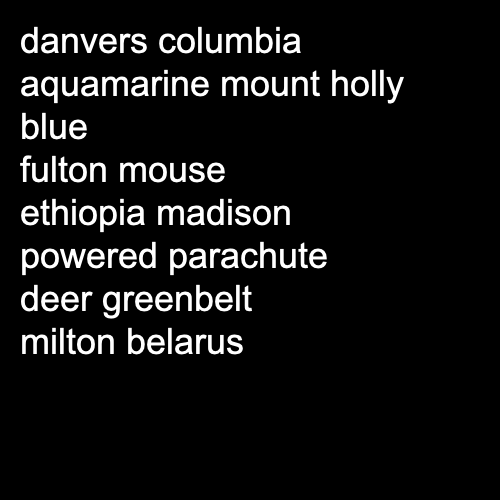 danvers columbia
aquamarine mount holly
blue
fulton mouse
ethiopia madison
powered parachute
deer greenbelt
milton belarus